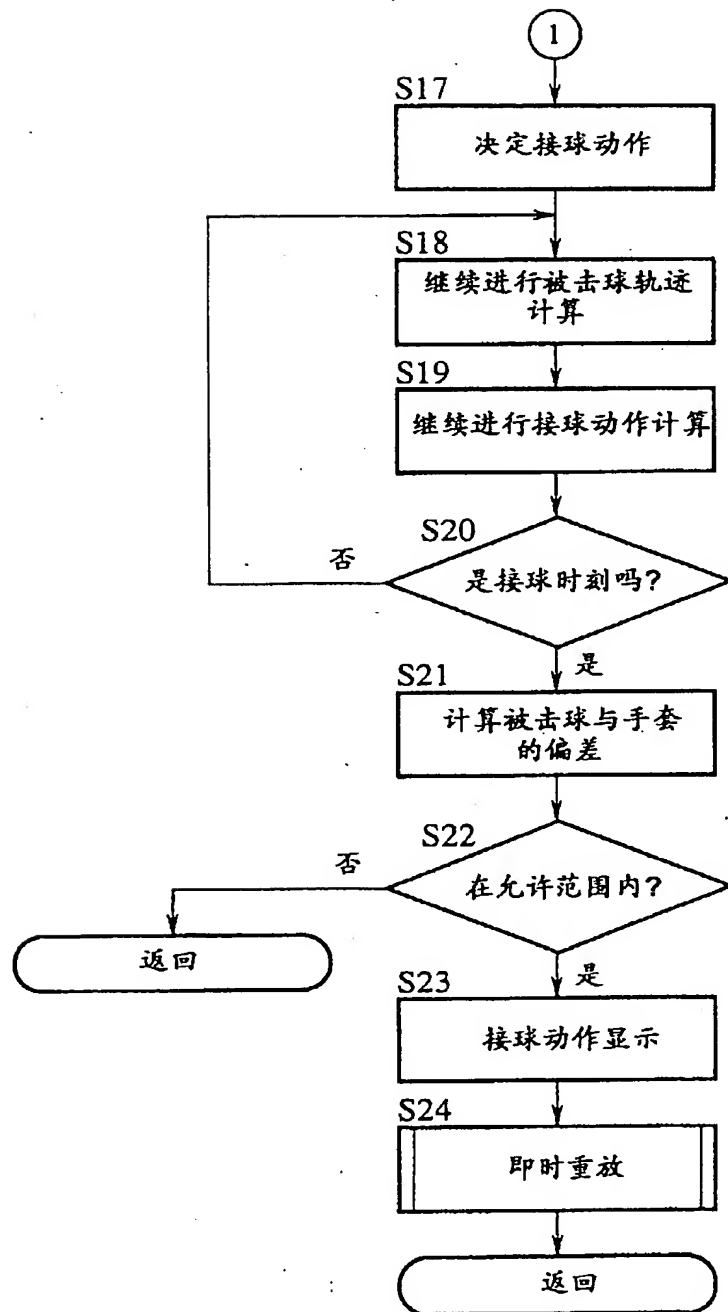 1
S17
决定接球动作
S18
继续进行被击球轨迹
计算
S19
继续进行接球动作计算
S20
否
是接球时刻吗?
是
S21
计算被击球与手套
的偏差
S22
否
在允许范围内?
返回
是
S23
接球动作显示
S24
即时重放
返回